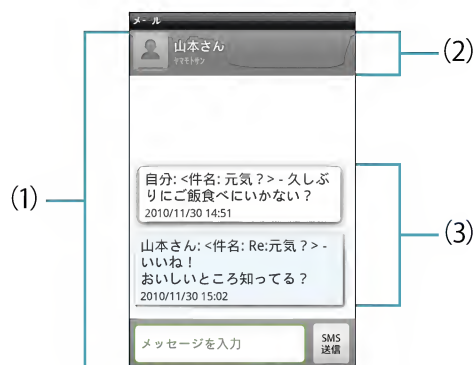 メール
山本さん
ヤマモトサン
(2)
自分: <件名: 元気？> - 久しぶ
りにご飯食べにいかない？
2010/11/30 14:51
(1)
(3)
山本さん: <件名: Re:元気？> -
いいね！
おいしいところ知ってる？
2010/11/30 15:02
メッセージを入力
SMS
送信